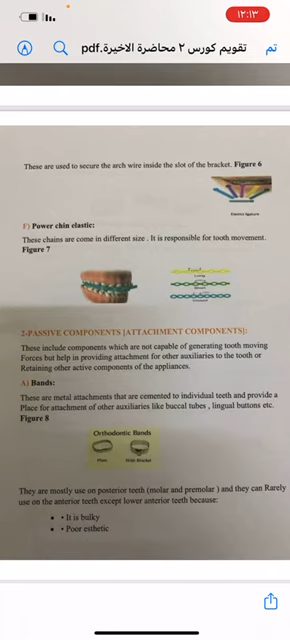 ١٢:١٣
تم
تقويم كورس ٢ محاضرة الاخيرة.pdf
These are used to secure the arch wire inside the slot of the bracket. Figure 6
Elastic ligature
F) Power chin elastic:
These chains are come in different size . It is responsible for tooth movement.
Figure 7
2-PASSIVE COMPONENTS [ATTACHMENT COMPONENTS]:
These include components which are not capable of generating tooth moving
Forces but help in providing attachment for other auxiliaries to the tooth or
Retaining other active components of the appliances.
A) Bands:
These are metal attachments that are cemented to individual teeth and provide a
Place for attachment of other auxiliaries like buccal tubes , lingual buttons etc.
Figure 8
Orthodontic Bands
Plain
With Bracket
They are mostly use on posterior teeth (molar and premolar ) and they can Rarely
use on the anterior teeth except lower anterior teeth because:
• • It is bulky
• • Poor esthetic